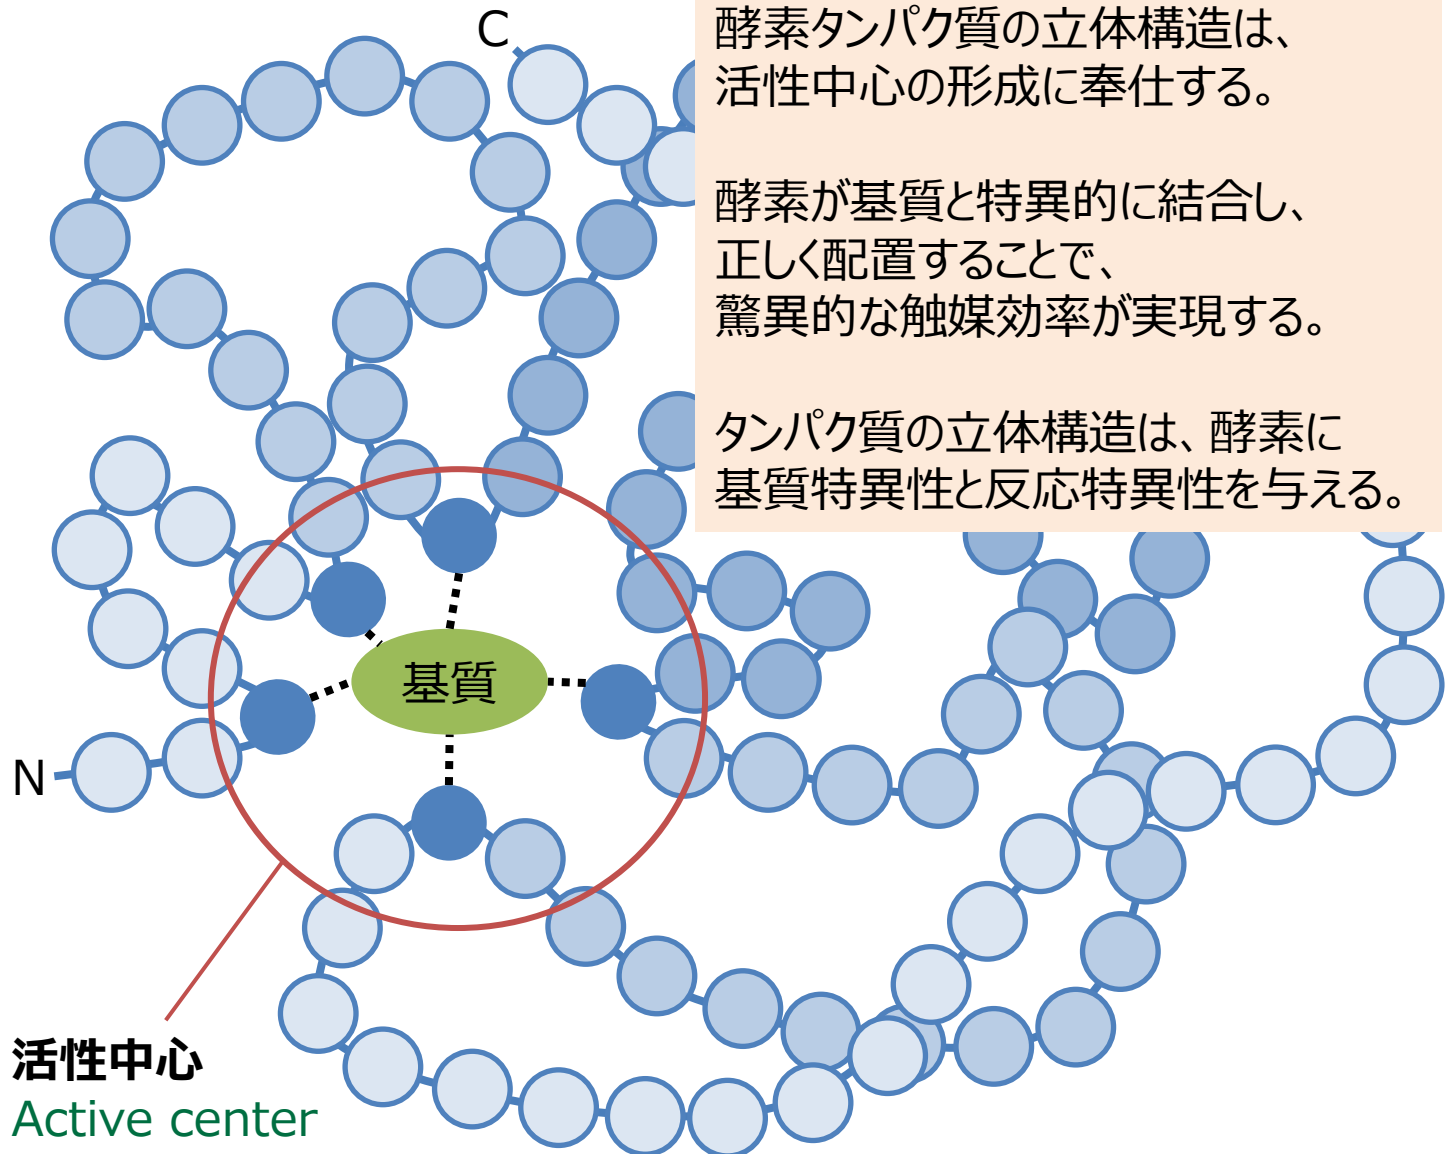 C
酵素タンパク質の立体構造は、
活性中心の形成に奉仕する。
酵素が基質と特異的に結合し、
正しく配置することで、
驚異的な触媒効率が実現する。
タンパク質の立体構造は、酵素に
基質特異性と反応特異性を与える。
基質
N
活性中心
Active center